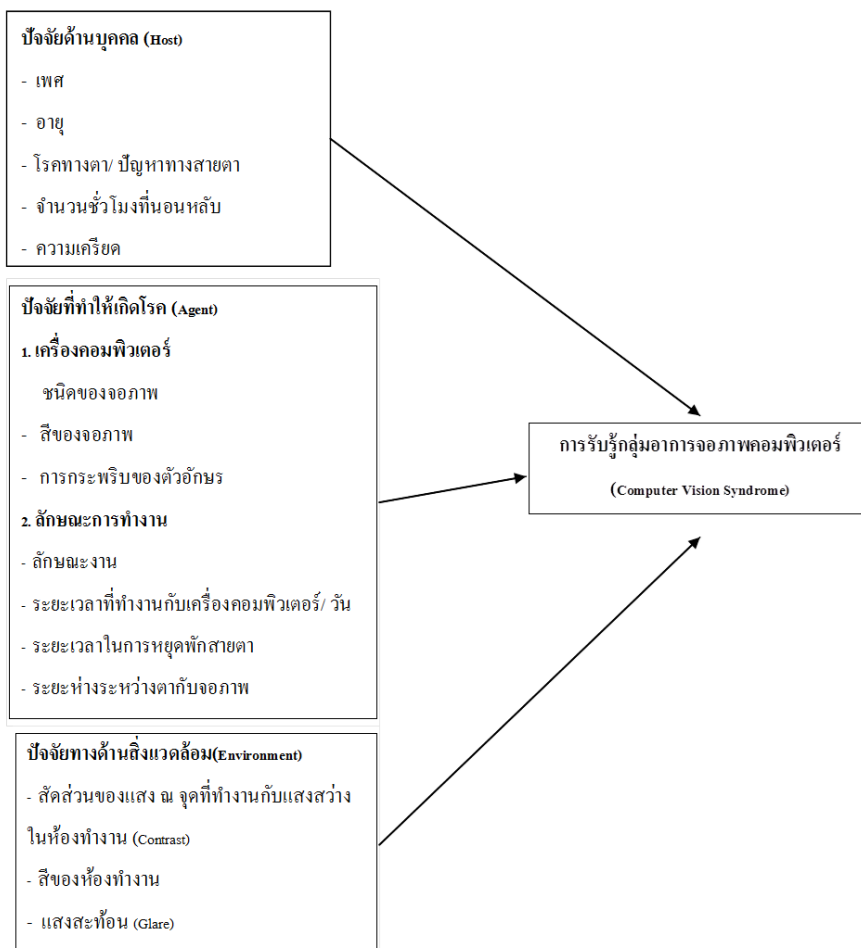 ปัจจัยด้านบุคคล (Host)
- เพศ
- อายุ
- โรคทางตา/ ปัญหาทางสายตา
- จำนวนชั่วโมงที่นอนหลับ
- ความเครียด
ปัจจัยที่ทำให้เกิดโรค (Agent)
1. เครื่องคอมพิวเตอร์
ชนิดของจอภาพ
- สีของจอภาพ
- การกระพริบของตัวอักษร
2. ลักษณะการทำงาน
- ลักษณะงาน
- ระยะเวลาที่ทำงานกับเครื่องคอมพิวเตอร์/ วัน
- ระยะเวลาในการหยุดพักสายตา
- ระยะห่างระหว่างตากับจอภาพ
ปัจจัยทางด้านสิ่งแวดล้อม(Environment)
- สัดส่วนของแสง ณ จุดที่ทำงานกับแสงสว่าง
ในห้องทำงาน (Contrast)
- สีของห้องทำงาน
- แสงสะท้อน (Glare)
การรับรู้กลุ่มอาการจอภาพคอมพิวเตอร์
(Computer Vision Syndrome)